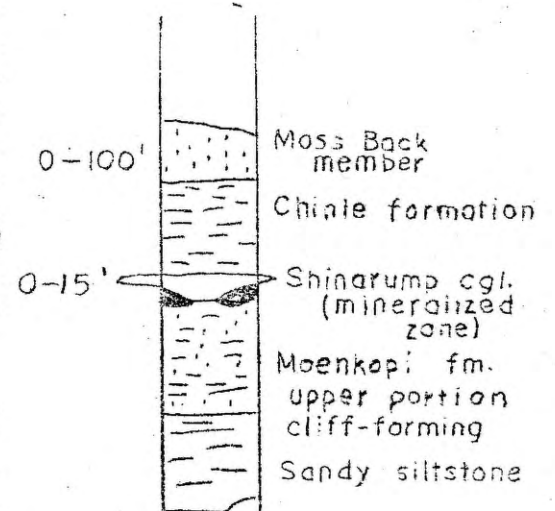 0-100'
Moss Back
member
Chinle formation
0-15'
Shinarump cgl.
(mineralized
zone)
Moenkopi fm.
upper portion
cliff-forming
Sandy siltstone